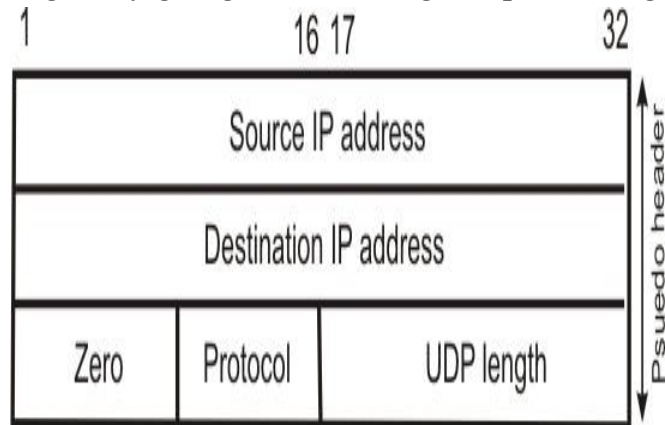 1 16 17 32
Source IP address
Destination IP address
Zero Protocol UDP length
Psuedo header